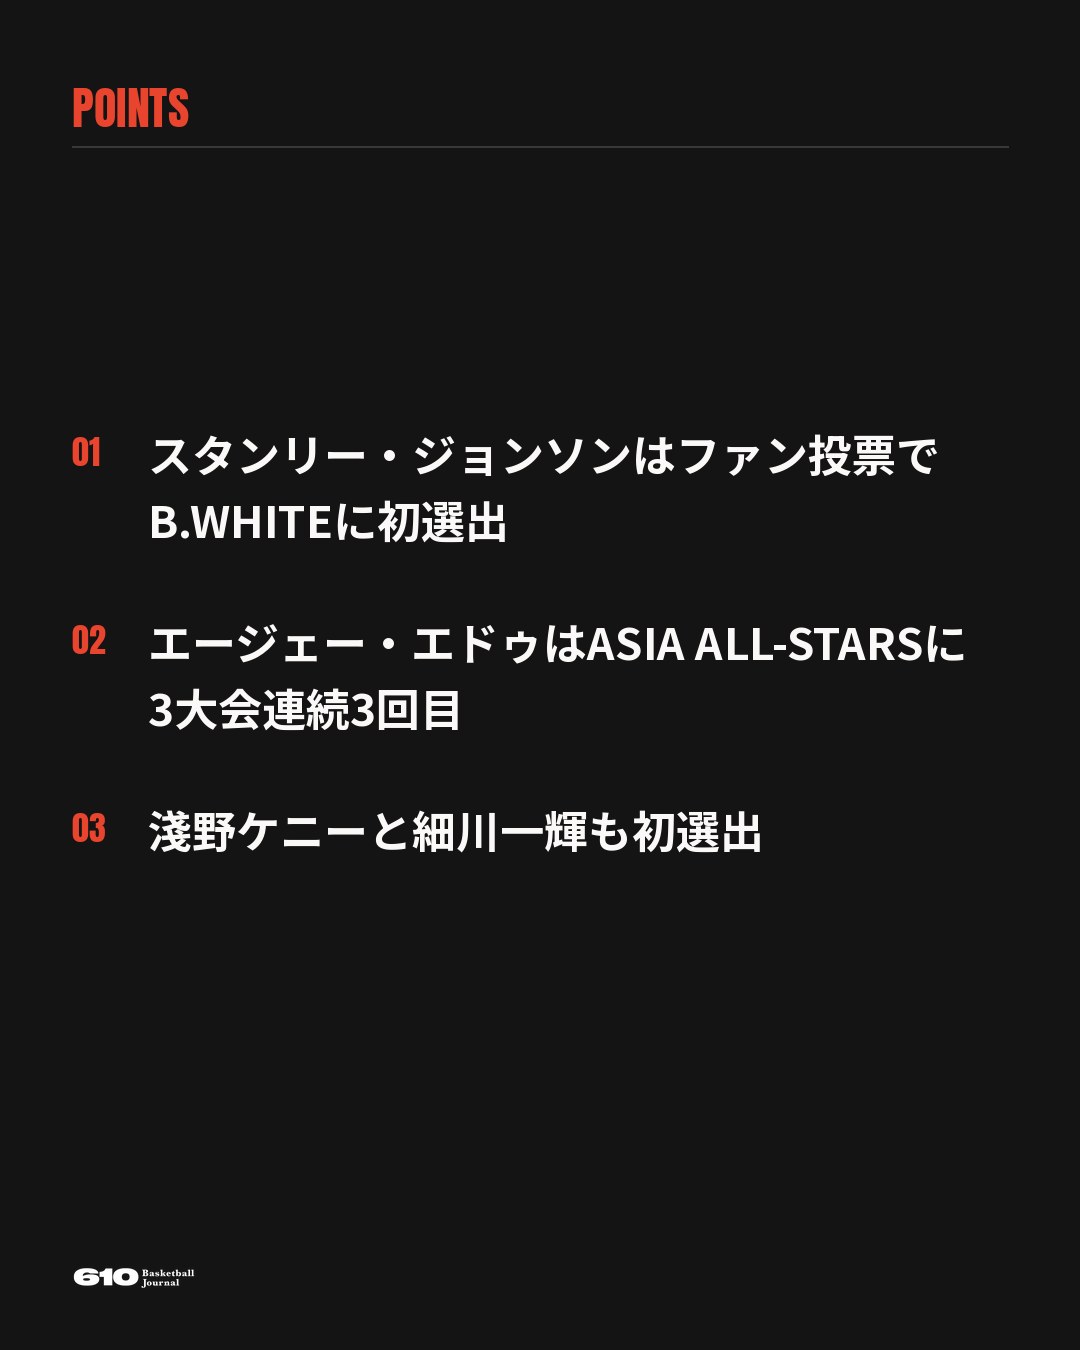 POINTS
01 スタンリー・ジョンソンはファン投票で
B.WHITEに初選出
02 エージェー・エドゥはASIA ALL-STARSに
3大会連続3回目
03 淺野ケニーと細川一輝も初選出
610 Basketball
Journal